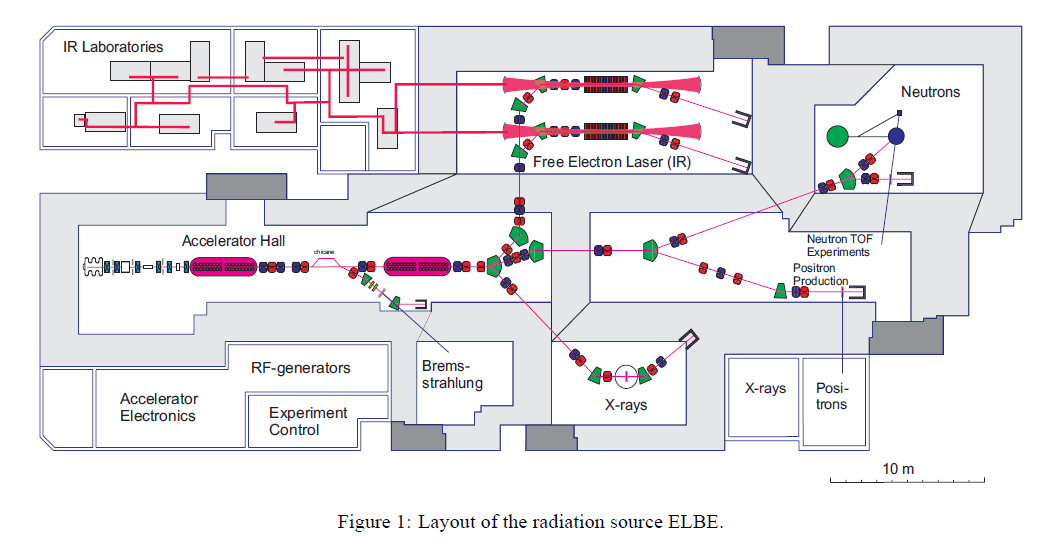 IR Laboratories
Neutrons
Free Electron Laser (IR)
Accelerator Hall
chicane
Neutron TOF
Experiments
Positron
Production
Brems-
strahlung
RF-generators
Accelerator
Electronics
Experiment
Control
X-rays
X-rays
Posi-
trons
10 m
Figure 1: Layout of the radiation source ELBE.